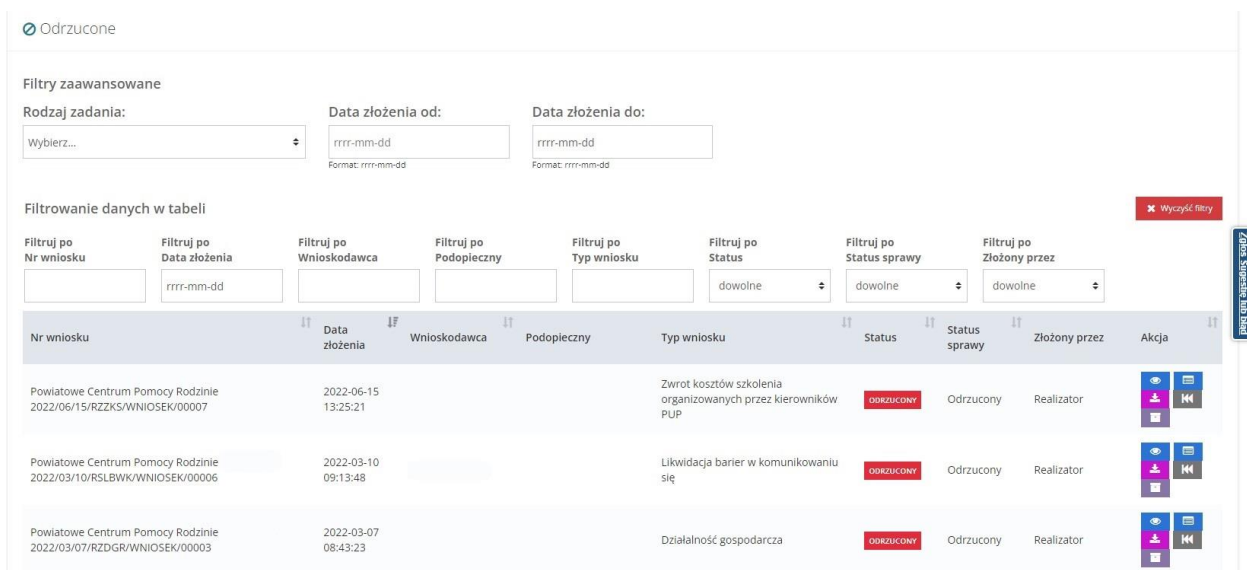 Odrzucone
Filtry zaawansowane
Rodzaj zadania:
Data złożenia od:
Data złożenia do:
Wybierz...
rrrr-mm-dd
rrrr-mm-dd
Format: rrrr-mm-dd
Format: rrrr-mm-dd
Filtrowanie danych w tabeli
Wyczyść filtry
Filtruj po
Nr wniosku
Filtruj po
Data złożenia
Filtruj po
Wnioskodawca
Filtruj po
Podopieczny
Filtruj po
Typ wniosku
Filtruj po
Status
Filtruj po
Status sprawy
Filtruj po
Złożony przez
rrrr-mm-dd
dowolne
dowolne
dowolne
Zgłoś Sugestię lub błąd
Nr wniosku
Data
złożenia
Wnioskodawca
Podopieczny
Typ wniosku
Status
Status
sprawy
Złożony przez
Akcja
Powiatowe Centrum Pomocy Rodzinie
2022/06/15/RZZKS/WNIOSEK/00007
2022-06-15
13:25:21
Zwrot kosztów szkolenia
organizowanych przez kierowników
PUP
ODRZUCONY
Odrzucony
Realizator
Powiatowe Centrum Pomocy Rodzinie
2022/03/10/RSLBWK/WNIOSEK/00006
2022-03-10
09:13:48
Likwidacja barier w komunikowaniu
się
ODRZUCONY
Odrzucony
Realizator
Powiatowe Centrum Pomocy Rodzinie
2022/03/07/RZDGR/WNIOSEK/00003
2022-03-07
08:43:23
Działalność gospodarcza
ODRZUCONY
Odrzucony
Realizator